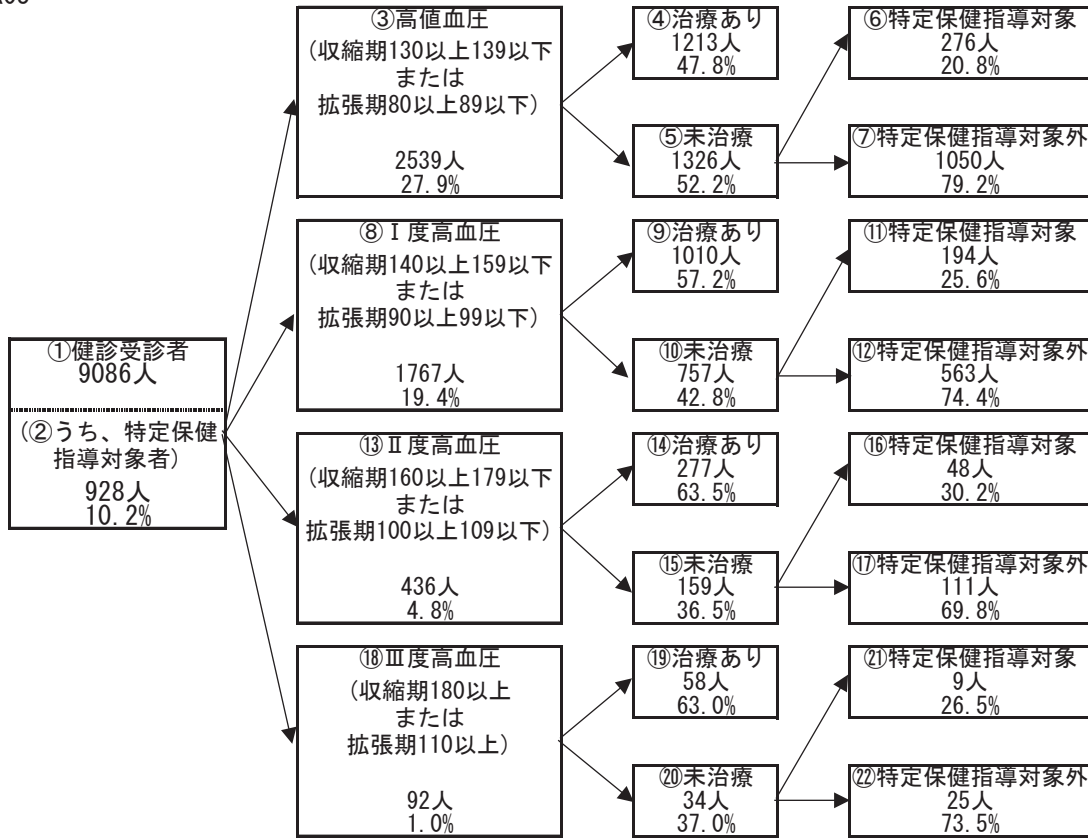 ①健診受診者
9086人
(②うち、特定保健
指導対象者)
928人
10.2%
③高値血圧
(収縮期130以上139以下
または
拡張期80以上89以下)
2539人
27.9%
④治療あり
1213人
47.8%
⑤未治療
1326人
52.2%
⑥特定保健指導対象
276人
20.8%
⑦特定保健指導対象外
1050人
79.2%
⑧Ⅰ度高血圧
(収縮期140以上159以下
または
拡張期90以上99以下)
1767人
19.4%
⑨治療あり
1010人
57.2%
⑩未治療
757人
42.8%
⑪特定保健指導対象
194人
25.6%
⑫特定保健指導対象外
563人
74.4%
⑬Ⅱ度高血圧
(収縮期160以上179以下
または
拡張期100以上109以下)
436人
4.8%
⑭治療あり
277人
63.5%
⑮未治療
159人
36.5%
⑯特定保健指導対象
48人
30.2%
⑰特定保健指導対象外
111人
69.8%
⑱Ⅲ度高血圧
(収縮期180以上
または
拡張期110以上)
92人
1.0%
⑲治療あり
58人
63.0%
⑳未治療
34人
37.0%
㉑特定保健指導対象
9人
26.5%
㉒特定保健指導対象外
25人
73.5%